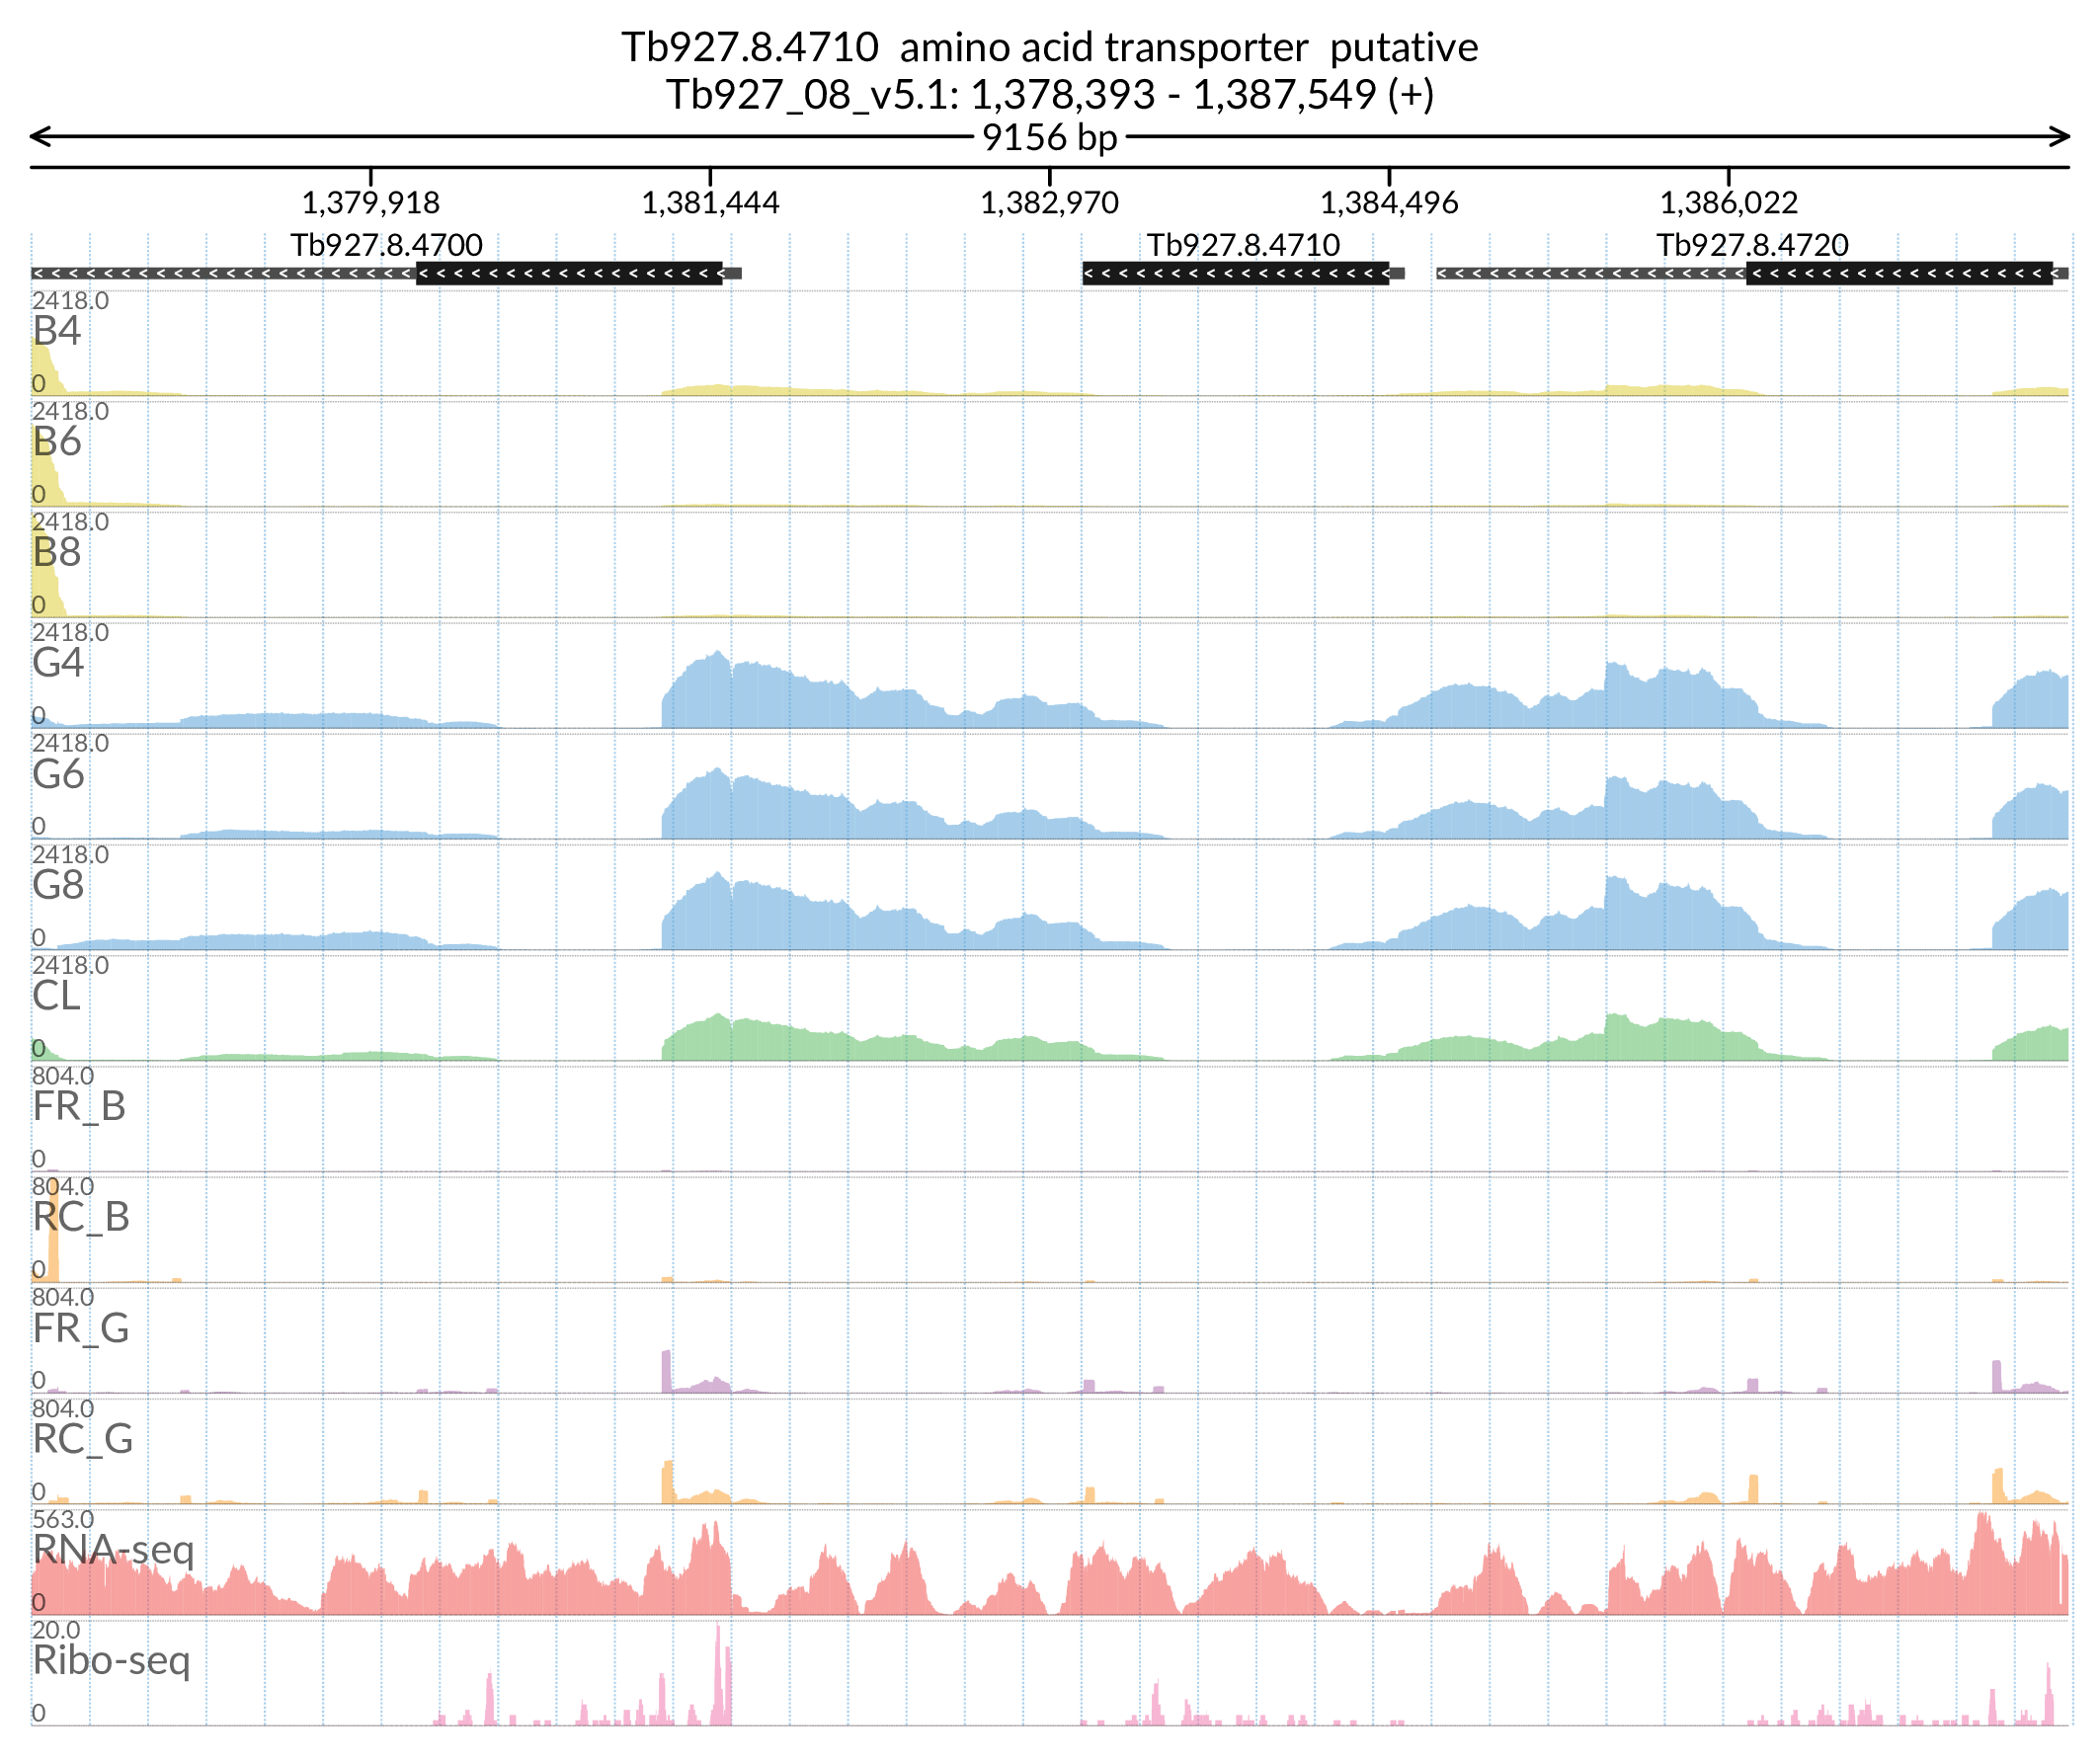 Tb927.8.4710  amino acid transporter  putative
Tb927_08_v5.1: 1,378,393 - 1,387,549 (+)
9156 bp
1,379,918 1,381,444 1,382,970 1,384,496 1,386,022
Tb927.8.4700 Tb927.8.4710 Tb927.8.4720
2418.0
B4
0
2418.0
B6
0
2418.0
B8
0
2418.0
G4
0
2418.0
G6
0
2418.0
G8
0
2418.0
CL
0
804.0
FR_B
0
804.0
RC_B
0
804.0
FR_G
0
804.0
RC_G
0
563.0
RNA-seq
0
20.0
Ribo-seq
0